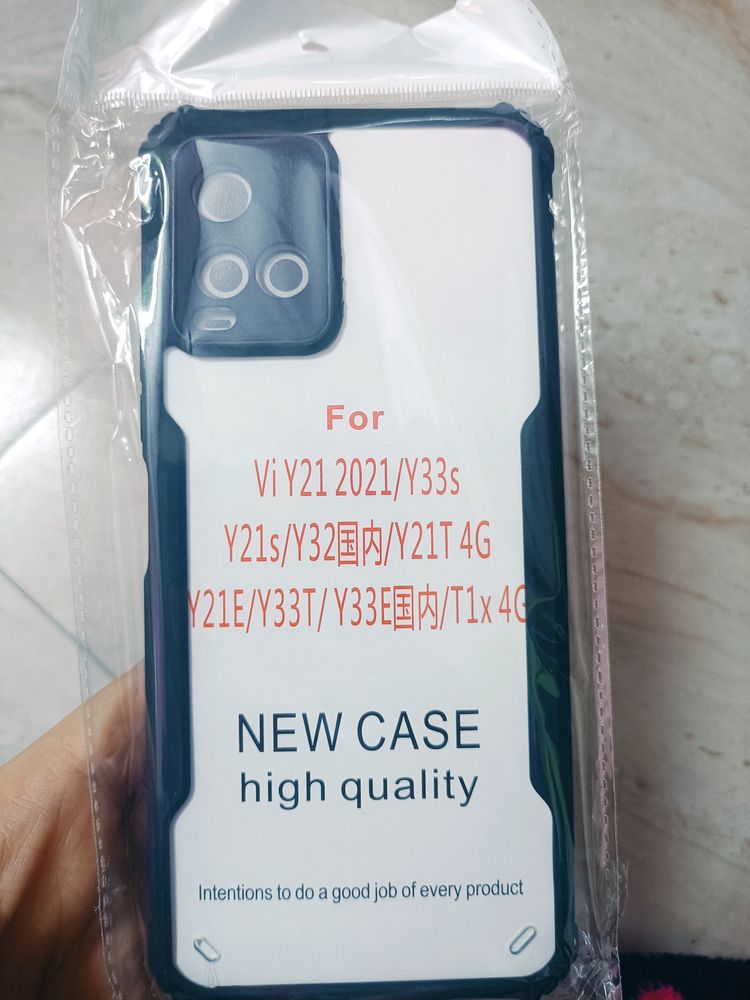 For
Vi Y21 2021/Y33s
Y21s/Y32国内/Y21T 4G
Y21E/Y33T/ Y33E国内/T1x 4G
NEW CASE
high quality
Intentions to do a good job of every product